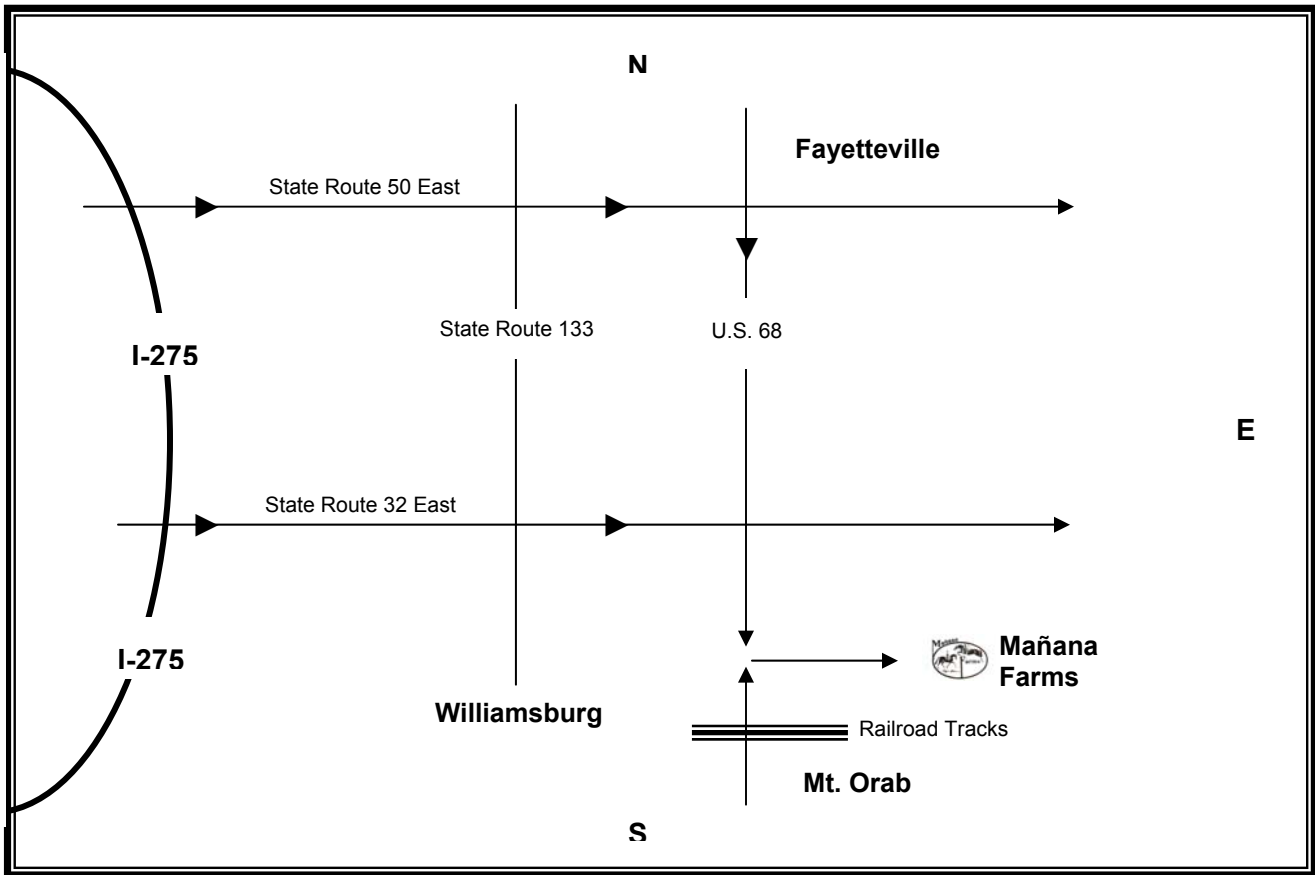 N
Fayetteville
State Route 50 East
State Route 133
U.S. 68
I-275
E
State Route 32 East
I-275
Mañana
Farms
Williamsburg
Railroad Tracks
Mt. Orab
S